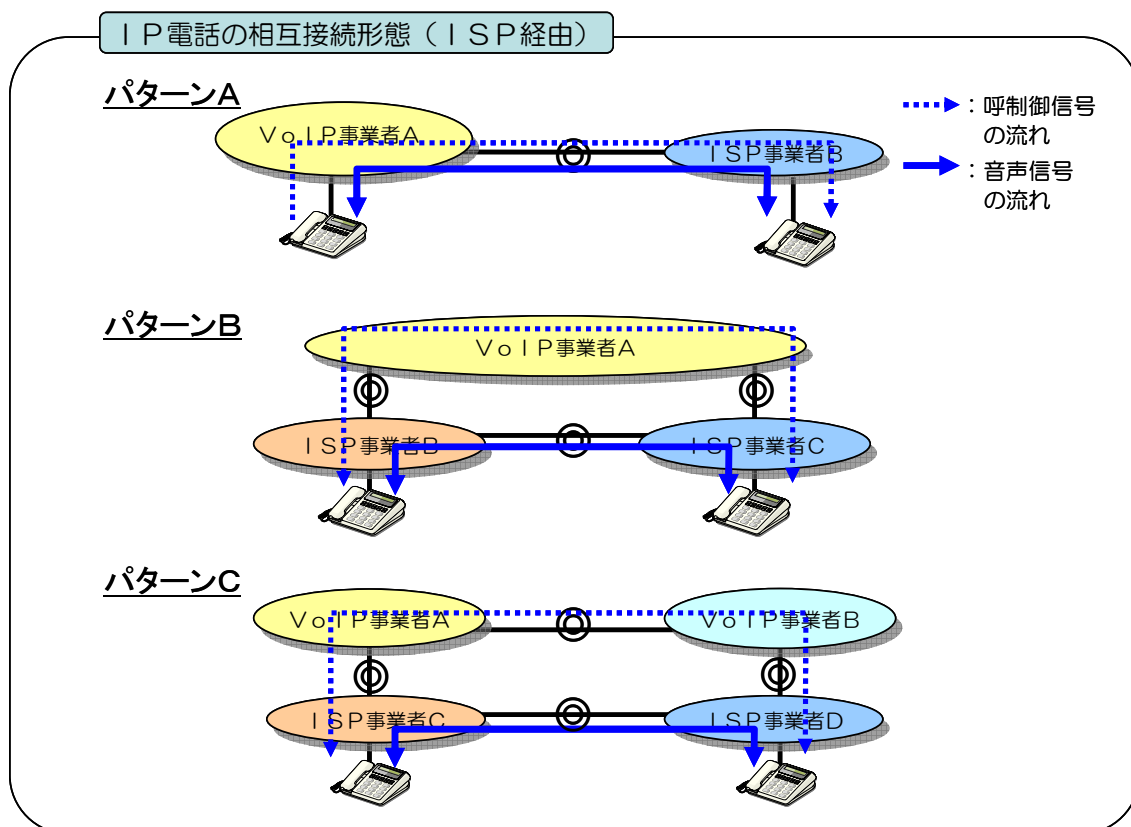 ＩＰ電話の相互接続形態（ＩＳＰ経由）
パターンA
ＶｏＩＰ事業者A
ＩＳＰ事業者B
：呼制御信号
の流れ
：音声信号
の流れ
パターンB
ＶｏＩＰ事業者A
ＩＳＰ事業者B
ＩＳＰ事業者C
パターンC
ＶｏＩＰ事業者A
ＶｏＩＰ事業者B
ＩＳＰ事業者C
ＩＳＰ事業者D